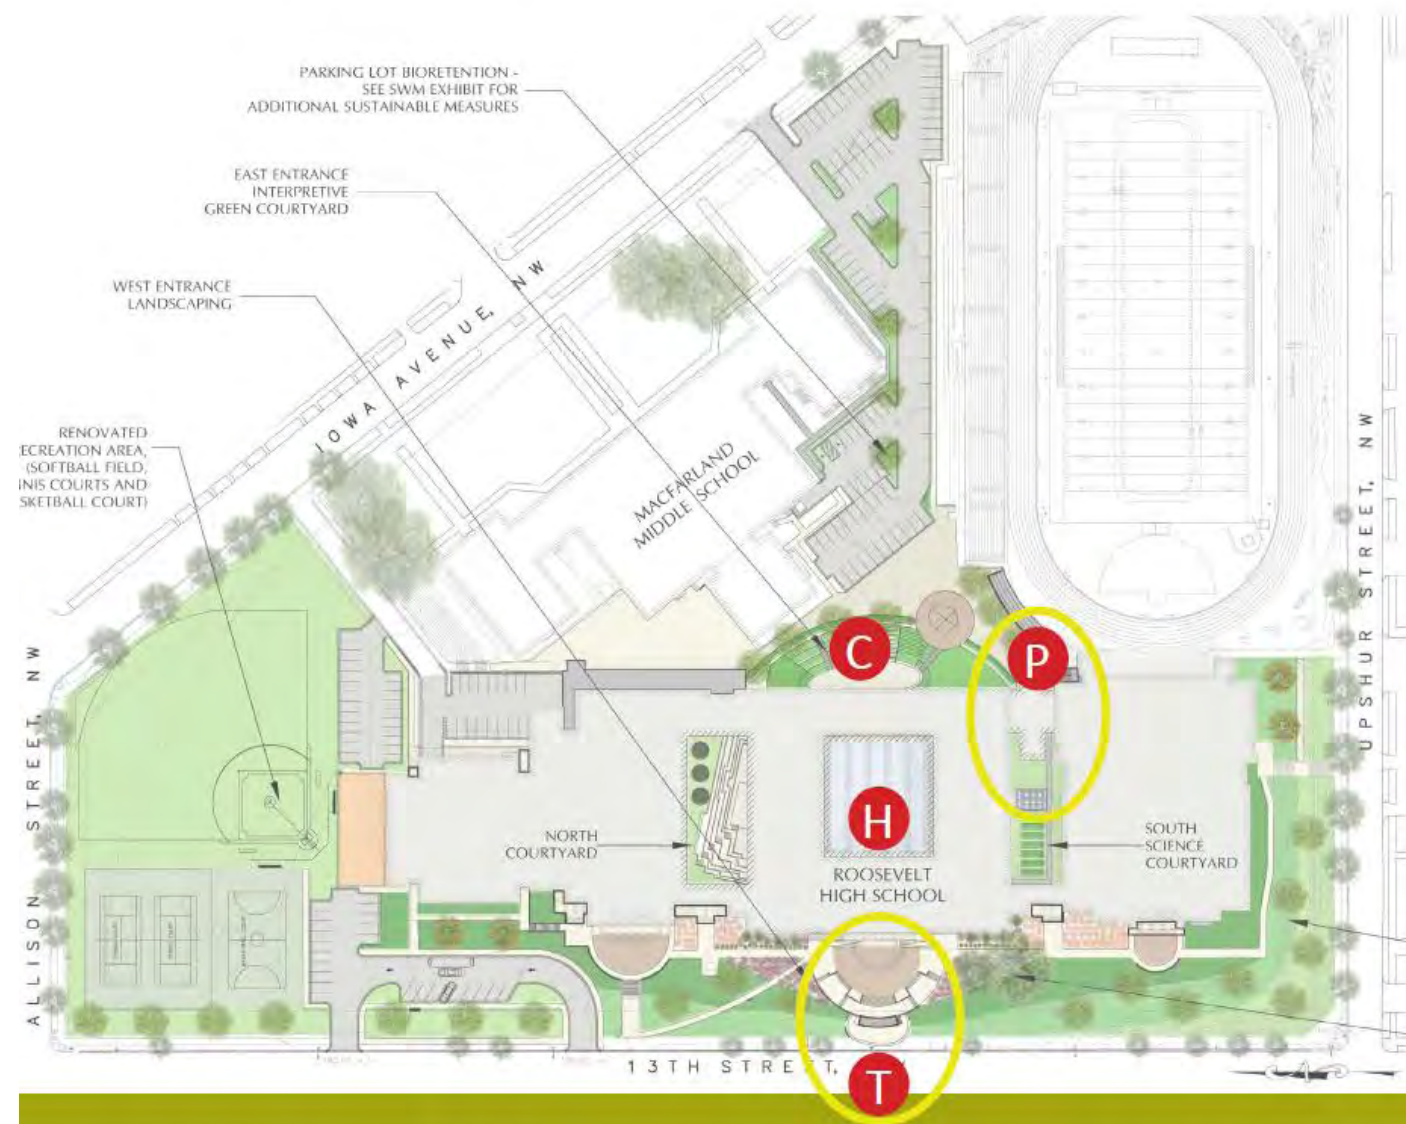 PARKING LOT BIORETENTION -
SEE SWM EXHIBIT FOR
ADDITIONAL SUSTAINABLE MEASURES
EAST ENTRANCE
INTERPRETIVE
GREEN COURTYARD
WEST ENTRANCE
LANDSCAPING
IOWA AVENUE, NW
RENOVATED
ECREATION AREA,
(SOFTBALL FIELD,
NIS COURTS AND
SKETBALL COURT)
MACFARLAND
MIDDLE SCHOOL
UPSHUR STREET, NW
ALLISON STREET, NW
C
P
H
NORTH
COURTYARD
ROOSEVELT
HIGH SCHOOL
SOUTH
SCIENCE
COURTYARD
13TH STREET,
T